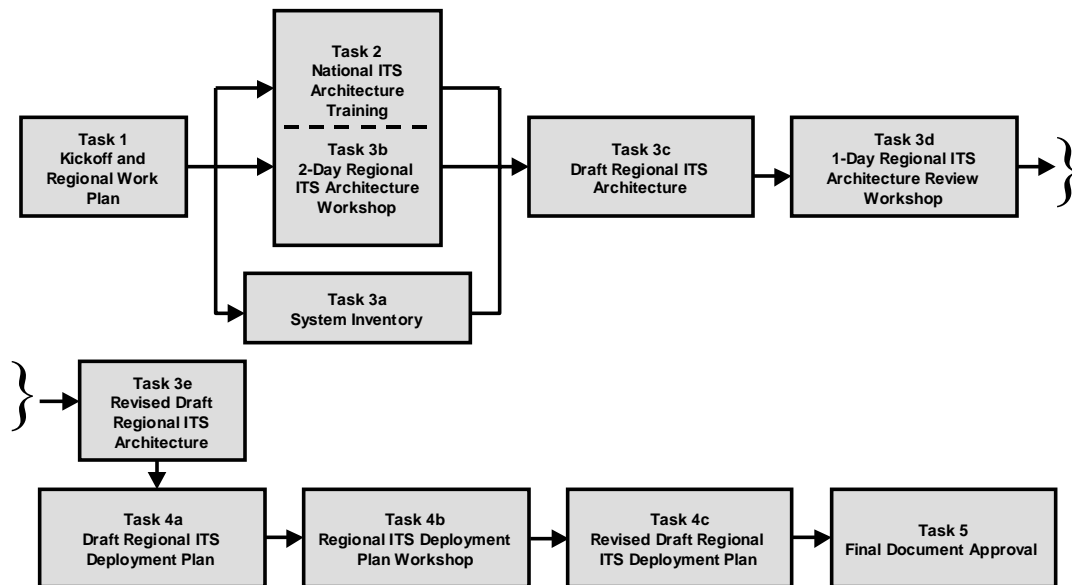 Task 1
Kickoff and
Regional Work
Plan
Task 2
National ITS
Architecture
Training
Task 3b
2-Day Regional
ITS Architecture
Workshop
Task 3a
System Inventory
Task 3c
Draft Regional ITS
Architecture
Task 3d
1-Day Regional ITS
Architecture Review
Workshop
}
}
Task 3e
Revised Draft
Regional ITS
Architecture
Task 4a
Draft Regional ITS
Deployment Plan
Task 4b
Regional ITS Deployment
Plan Workshop
Task 4c
Revised Draft Regional
ITS Deployment Plan
Task 5
Final Document Approval